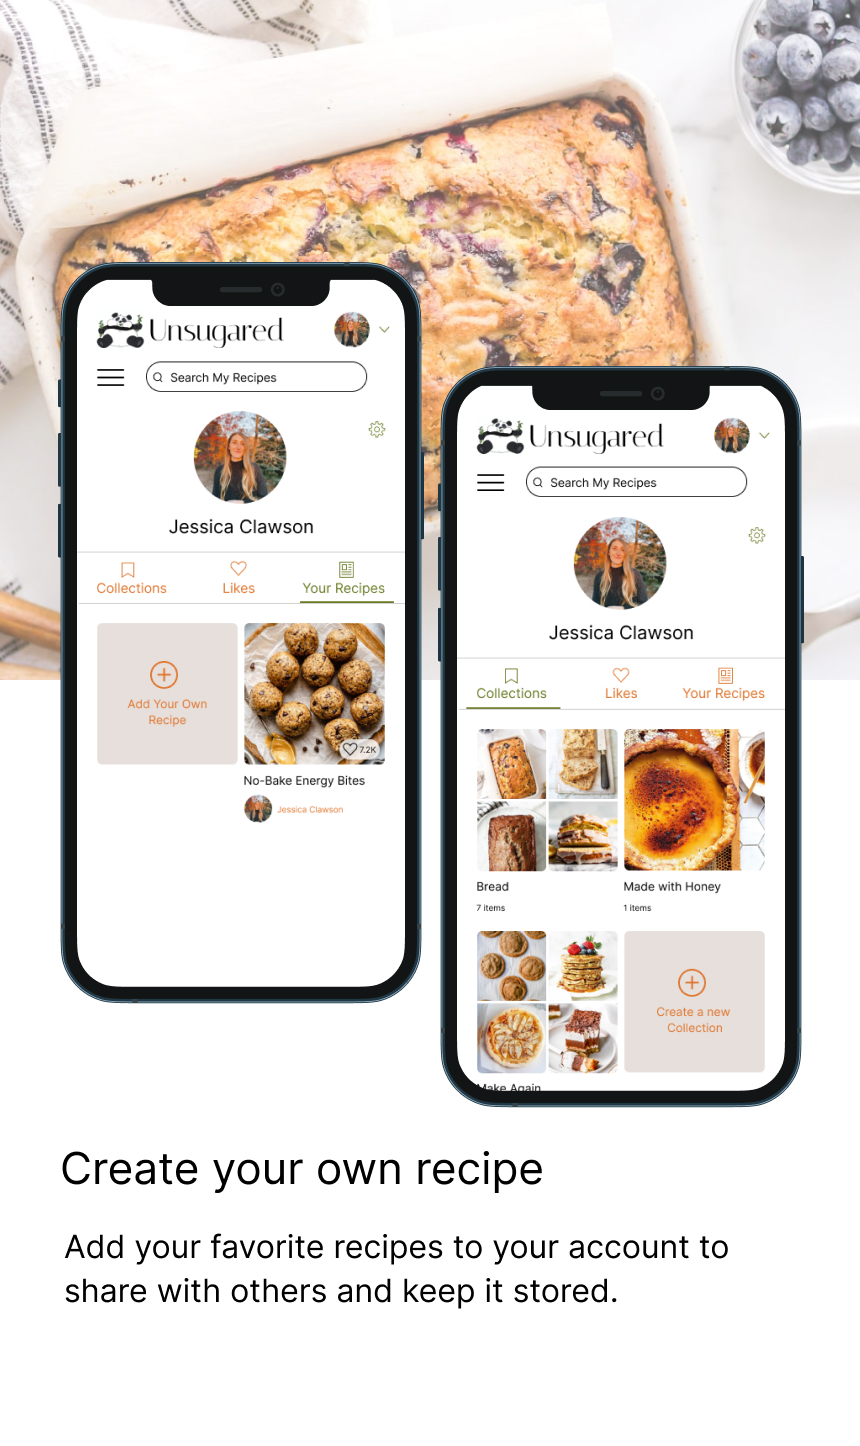 Unsugared
Search My Recipes
Jessica Clawson
Collections
Likes
Your Recipes
Add Your Own
Recipe
7.2K
No-Bake Energy Bites
Jessica Clawson
Unsugared
Search My Recipes
Jessica Clawson
Collections
Likes
Your Recipes
Bread
7 items
Made with Honey
1 items
Create a new
Collection
Make Again
Create your own recipe
Add your favorite recipes to your account to
share with others and keep it stored.